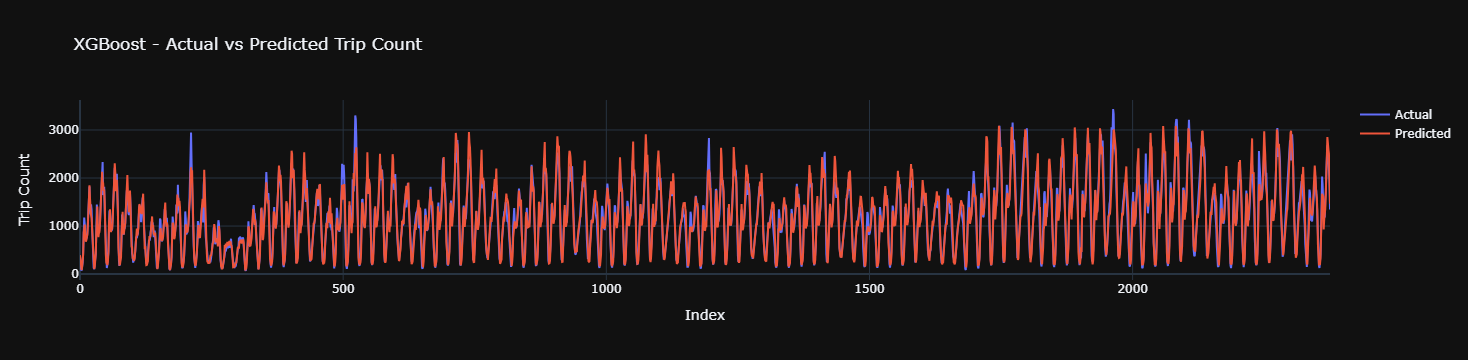 XGBoost - Actual vs Predicted Trip Count
Trip Count
3000
2000
1000
0
0
500
1000
1500
2000
Index
Actual
Predicted